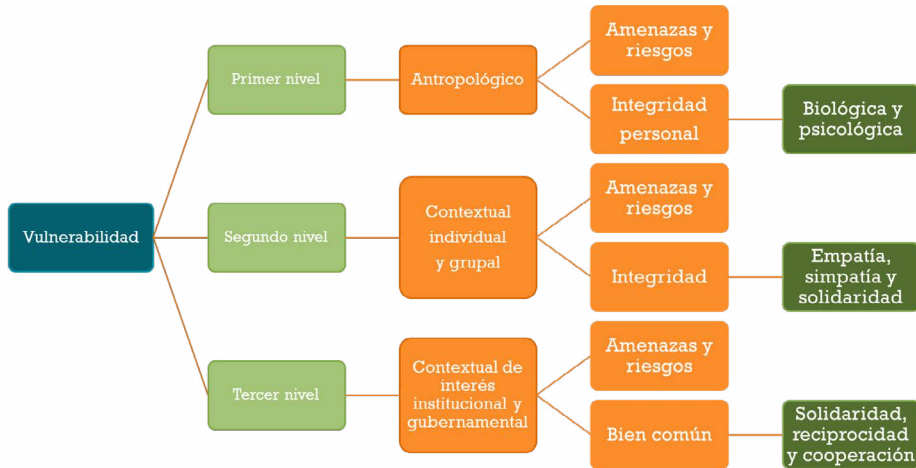 Vulnerabilidad
Primer nivel
Antropológico
Amenazas y
riesgos
Integridad
personal
Biológica y
psicológica
Segundo nivel
Contextual
individual
y grupal
Amenazas y
riesgos
Integridad
Empatía,
simpatía y
solidaridad
Tercer nivel
Contextual de
interés
institucional y
gubernamental
Amenazas y
riesgos
Bien común
Solidaridad,
reciprocidad
y cooperación